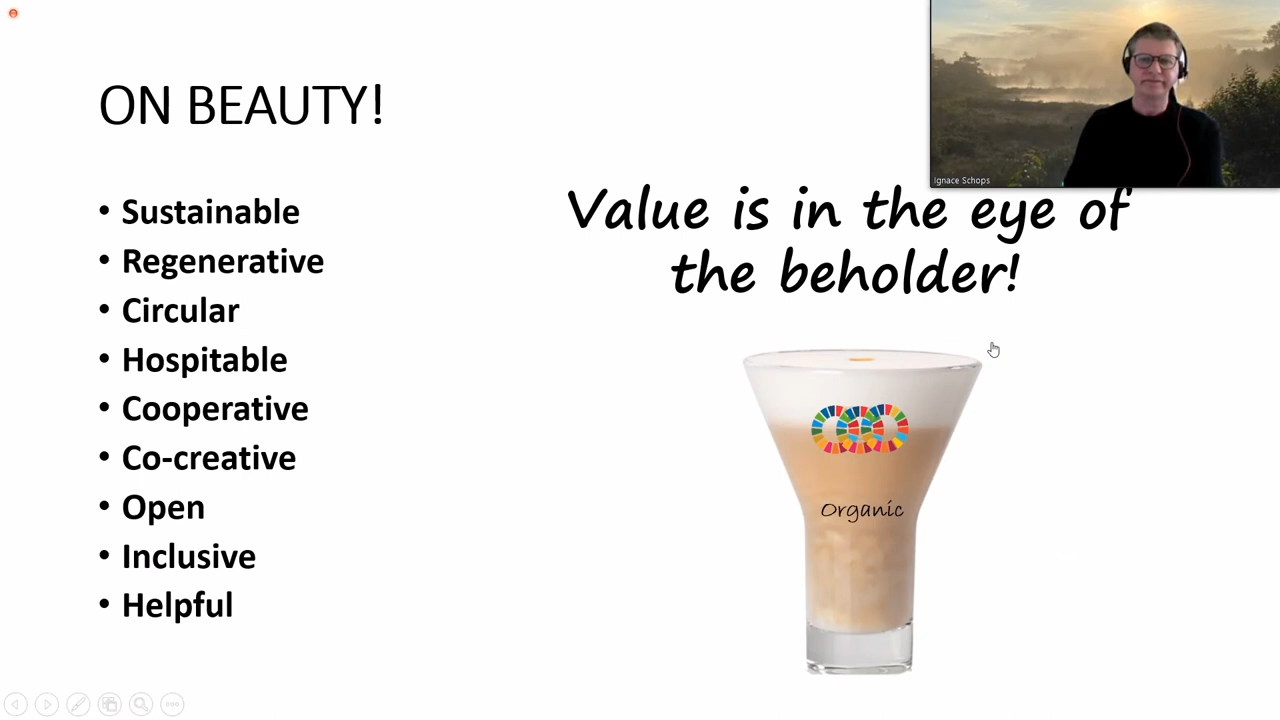 ON BEAUTY!
• Sustainable
• Regenerative
• Circular
• Hospitable
• Cooperative
• Co-creative
• Open
• Inclusive
• Helpful
Value is in the eye of
the beholder!
Organic
Ignace Schops